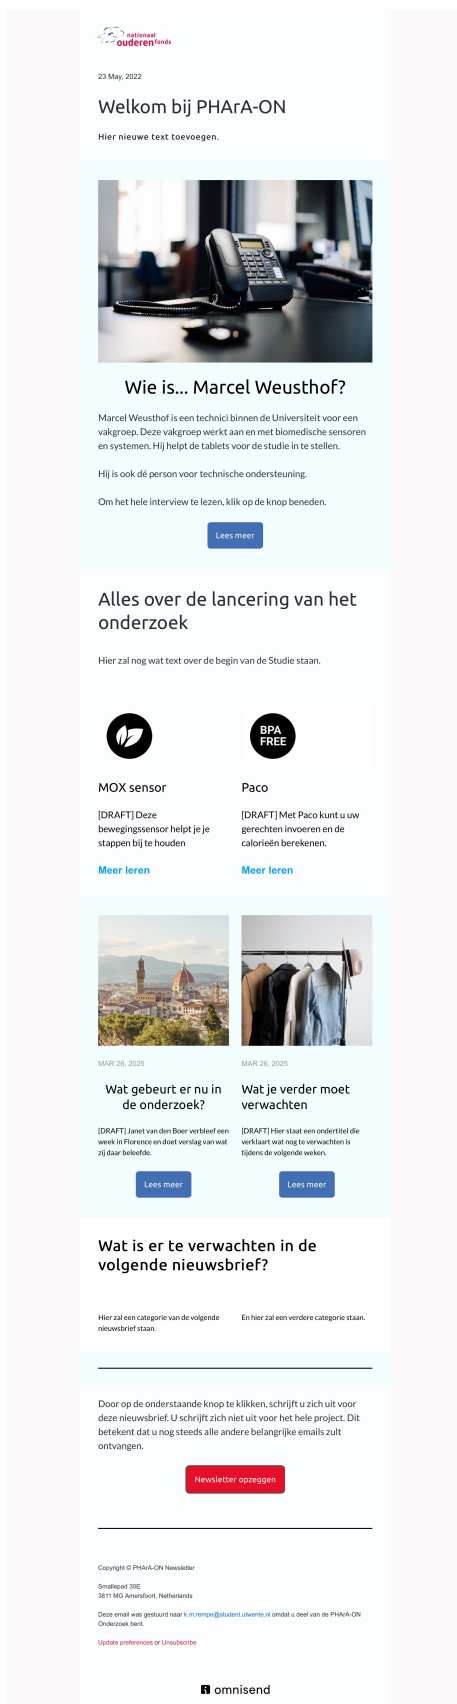 nationaal
ouderenfonds
23 May, 2022
Welkom bij PHArA-ON
Hier nieuwe text toevoegen.
Wie is... Marcel Weusthof?
Marcel Weusthof is een technici binnen de Universiteit voor een
vakgroep. Deze vakgroep werkt aan en met biomedische sensoren
en systemen. Hij helpt de tablets voor de studie in te stellen.
Hij is ook dé person voor technische ondersteuning.
Om het hele interview te lezen, klik op de knop beneden.
Lees meer
Alles over de lancering van het
onderzoek
Hier zal nog wat text over de begin van de Studie staan.
BPA
FREE
MOX sensor
[DRAFT] Deze
bewegingssensor helpt je je
stappen bij te houden
Meer leren
Paco
[DRAFT] Met Paco kunt u uw
gerechten invoeren en de
calorieën berekenen.
Meer leren
MAR 26, 2025
Wat gebeurt er nu in
de onderzoek?
[DRAFT] Janet van den Boer verbleef een
week in Florence en doet verslag van wat
zij daar beleefde.
Lees meer
MAR 26, 2025
Wat je verder moet
verwachten
[DRAFT] Hier staat een ondertitel die
verklaart wat nog te verwachten is
tijdens de volgende weken.
Lees meer
Wat is er te verwachten in de
volgende nieuwsbrief?
Hier zal een categorie van de volgende
nieuwsbrief staan.
En hier zal een verdere categorie staan.
Door op de onderstaande knop te klikken, schrijft u zich uit voor
deze nieuwsbrief. U schrijft zich niet uit voor het hele project. Dit
betekent dat u nog steeds alle andere belangrijke emails zult
ontvangen.
Newsletter opzeggen
Copyright © PHArA-ON Newsletter
Smallepad 30E
3811 MG Amersfoort, Netherlands
Deze email was gestuurd naar k.m.rempe@student.utwente.nl omdat u deel van de PHArA-ON
Onderzoek bent.
Update preferences or Unsubscribe
omnisend